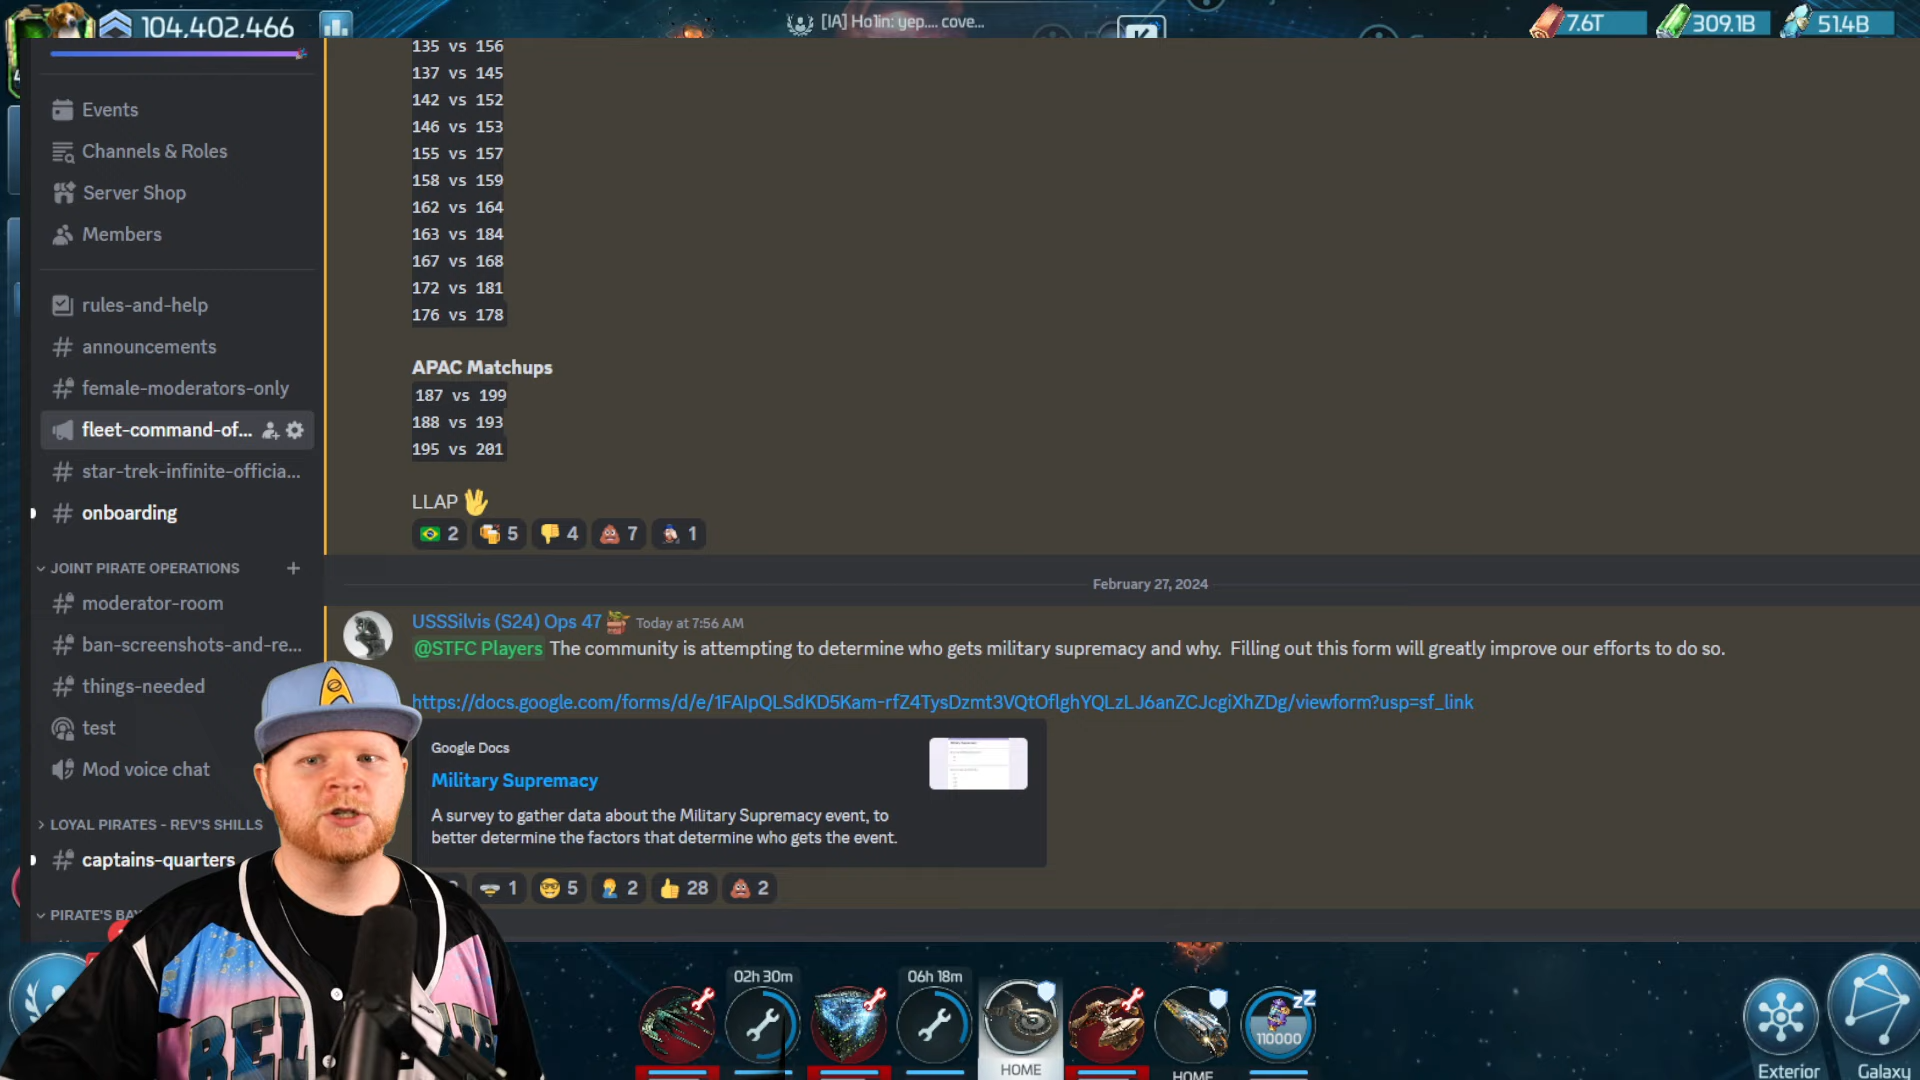 104,402,466
[IA] Ho1in: yep.... cove...
7.6T
309.1B
51.4B
Events
Channels & Roles
Server Shop
Members
rules-and-help
announcements
female-moderators-only
fleet-command-of...
star-trek-infinite-officia...
onboarding
JOINT PIRATE OPERATIONS
moderator-room
ban-screenshots-and-re...
things-needed
test
Mod voice chat
LOYAL PIRATES - REV'S SHILLS
captains-quarters
PIRATE'S BAY
135 vs 156
137 vs 145
142 vs 152
146 vs 153
155 vs 157
158 vs 159
162 vs 164
163 vs 184
167 vs 168
172 vs 181
176 vs 178
APAC Matchups
187 vs 199
188 vs 193
195 vs 201
LLAP 🖖
2 5 4 7 1
February 27, 2024
USSSilvis (S24) Ops 47 Today at 7:56 AM
@STFC Players The community is attempting to determine who gets military supremacy and why. Filling out this form will greatly improve our efforts to do so.
https://docs.google.com/forms/d/e/1FAIpQLSdKD5Kam-rfZ4TysDzmt3VQtOflghYQLzLJ6anZCJcgiXhZDg/viewform?usp=sf_link
Google Docs
Military Supremacy
A survey to gather data about the Military Supremacy event, to
better determine the factors that determine who gets the event.
1 5 2 28 2
BEL
02h 30m
06h 18m
zZ
110000
HOME
HOME
Exterior
Galaxy